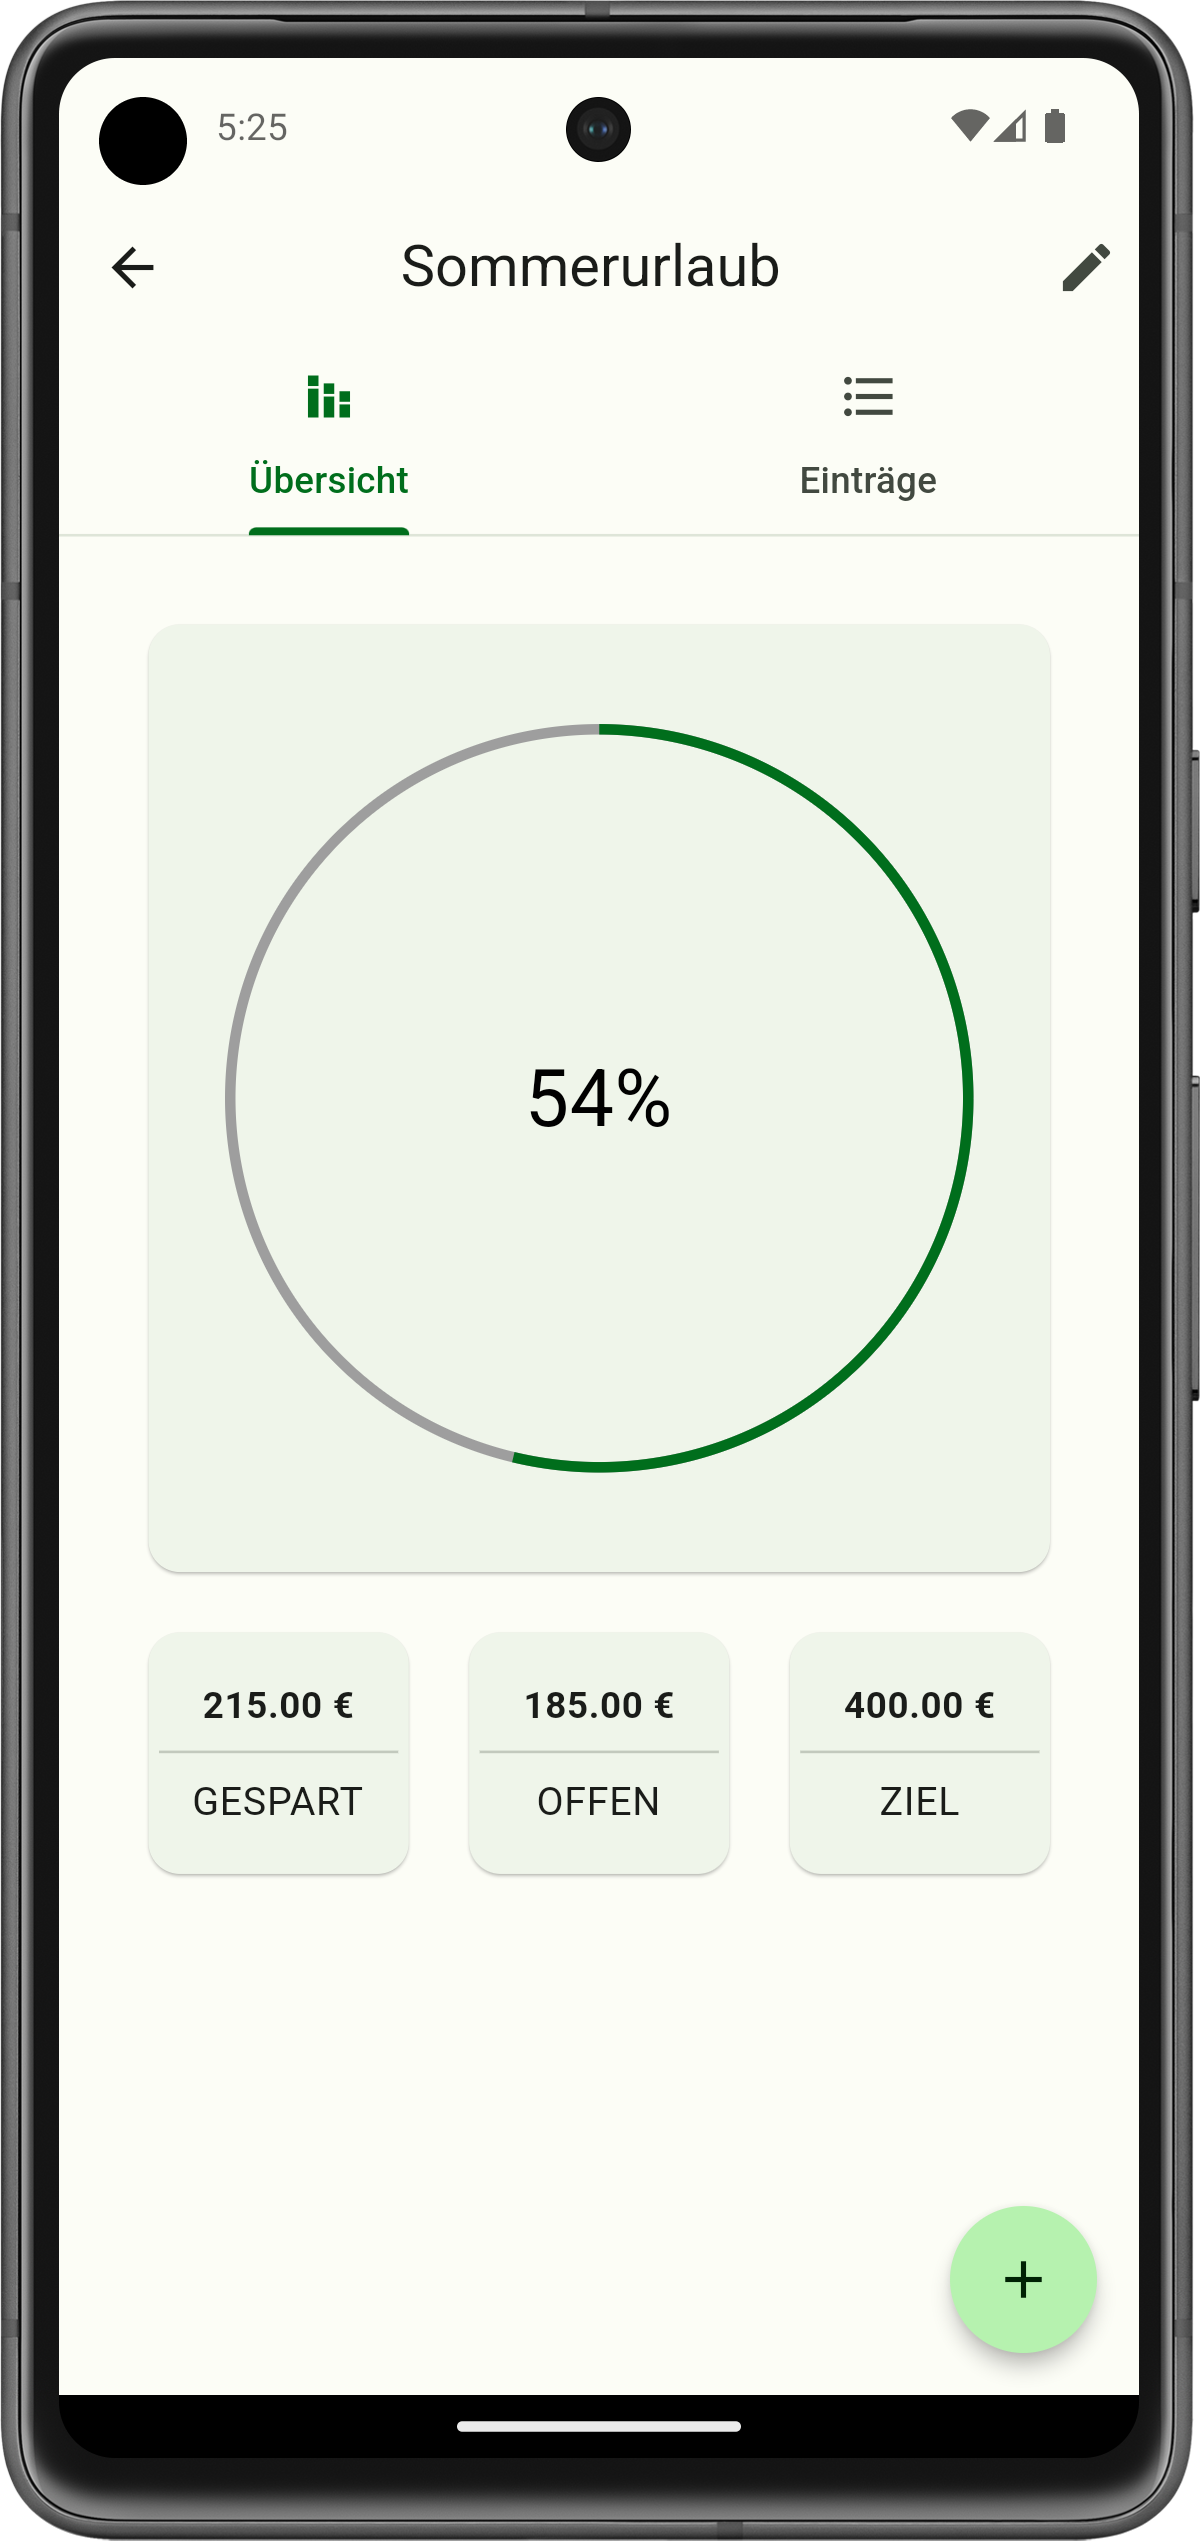 5:25
Sommerurlaub
Übersicht
Einträge
54%
215.00 €
185.00 €
400.00 €
GESPART
OFFEN
ZIEL